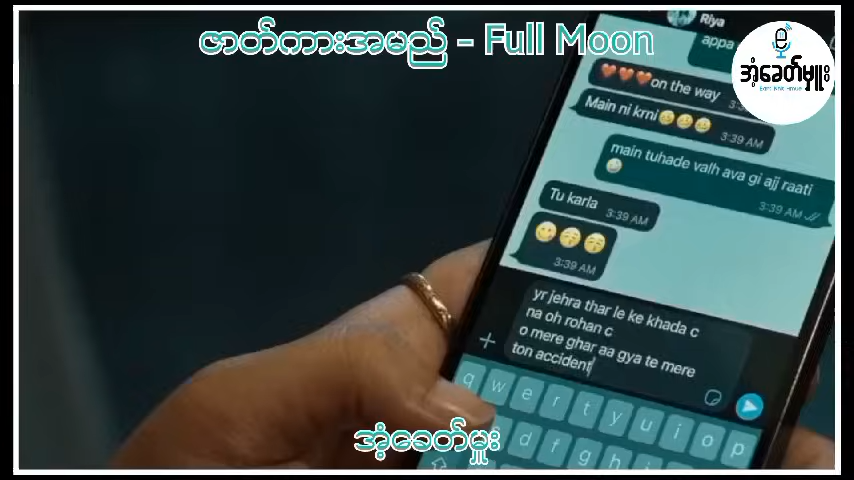 ဇာတ်ကားအမည် - Full Moon
အံ့ခေတ်မှူး
Riya
appa
❤❤❤on the way
Main ni krni😄😄😄 3:39 AM
main tuhade valh ava gi ajj raati
3:39 AM
Tu karla 3:39 AM
3:39 AM
yr jehra thar le ke khada c
na oh rohan c
o mere ghar aa gya te mere
ton accident
q w e r t y u i o p
d f g h
အံ့ခေတ်မှူး